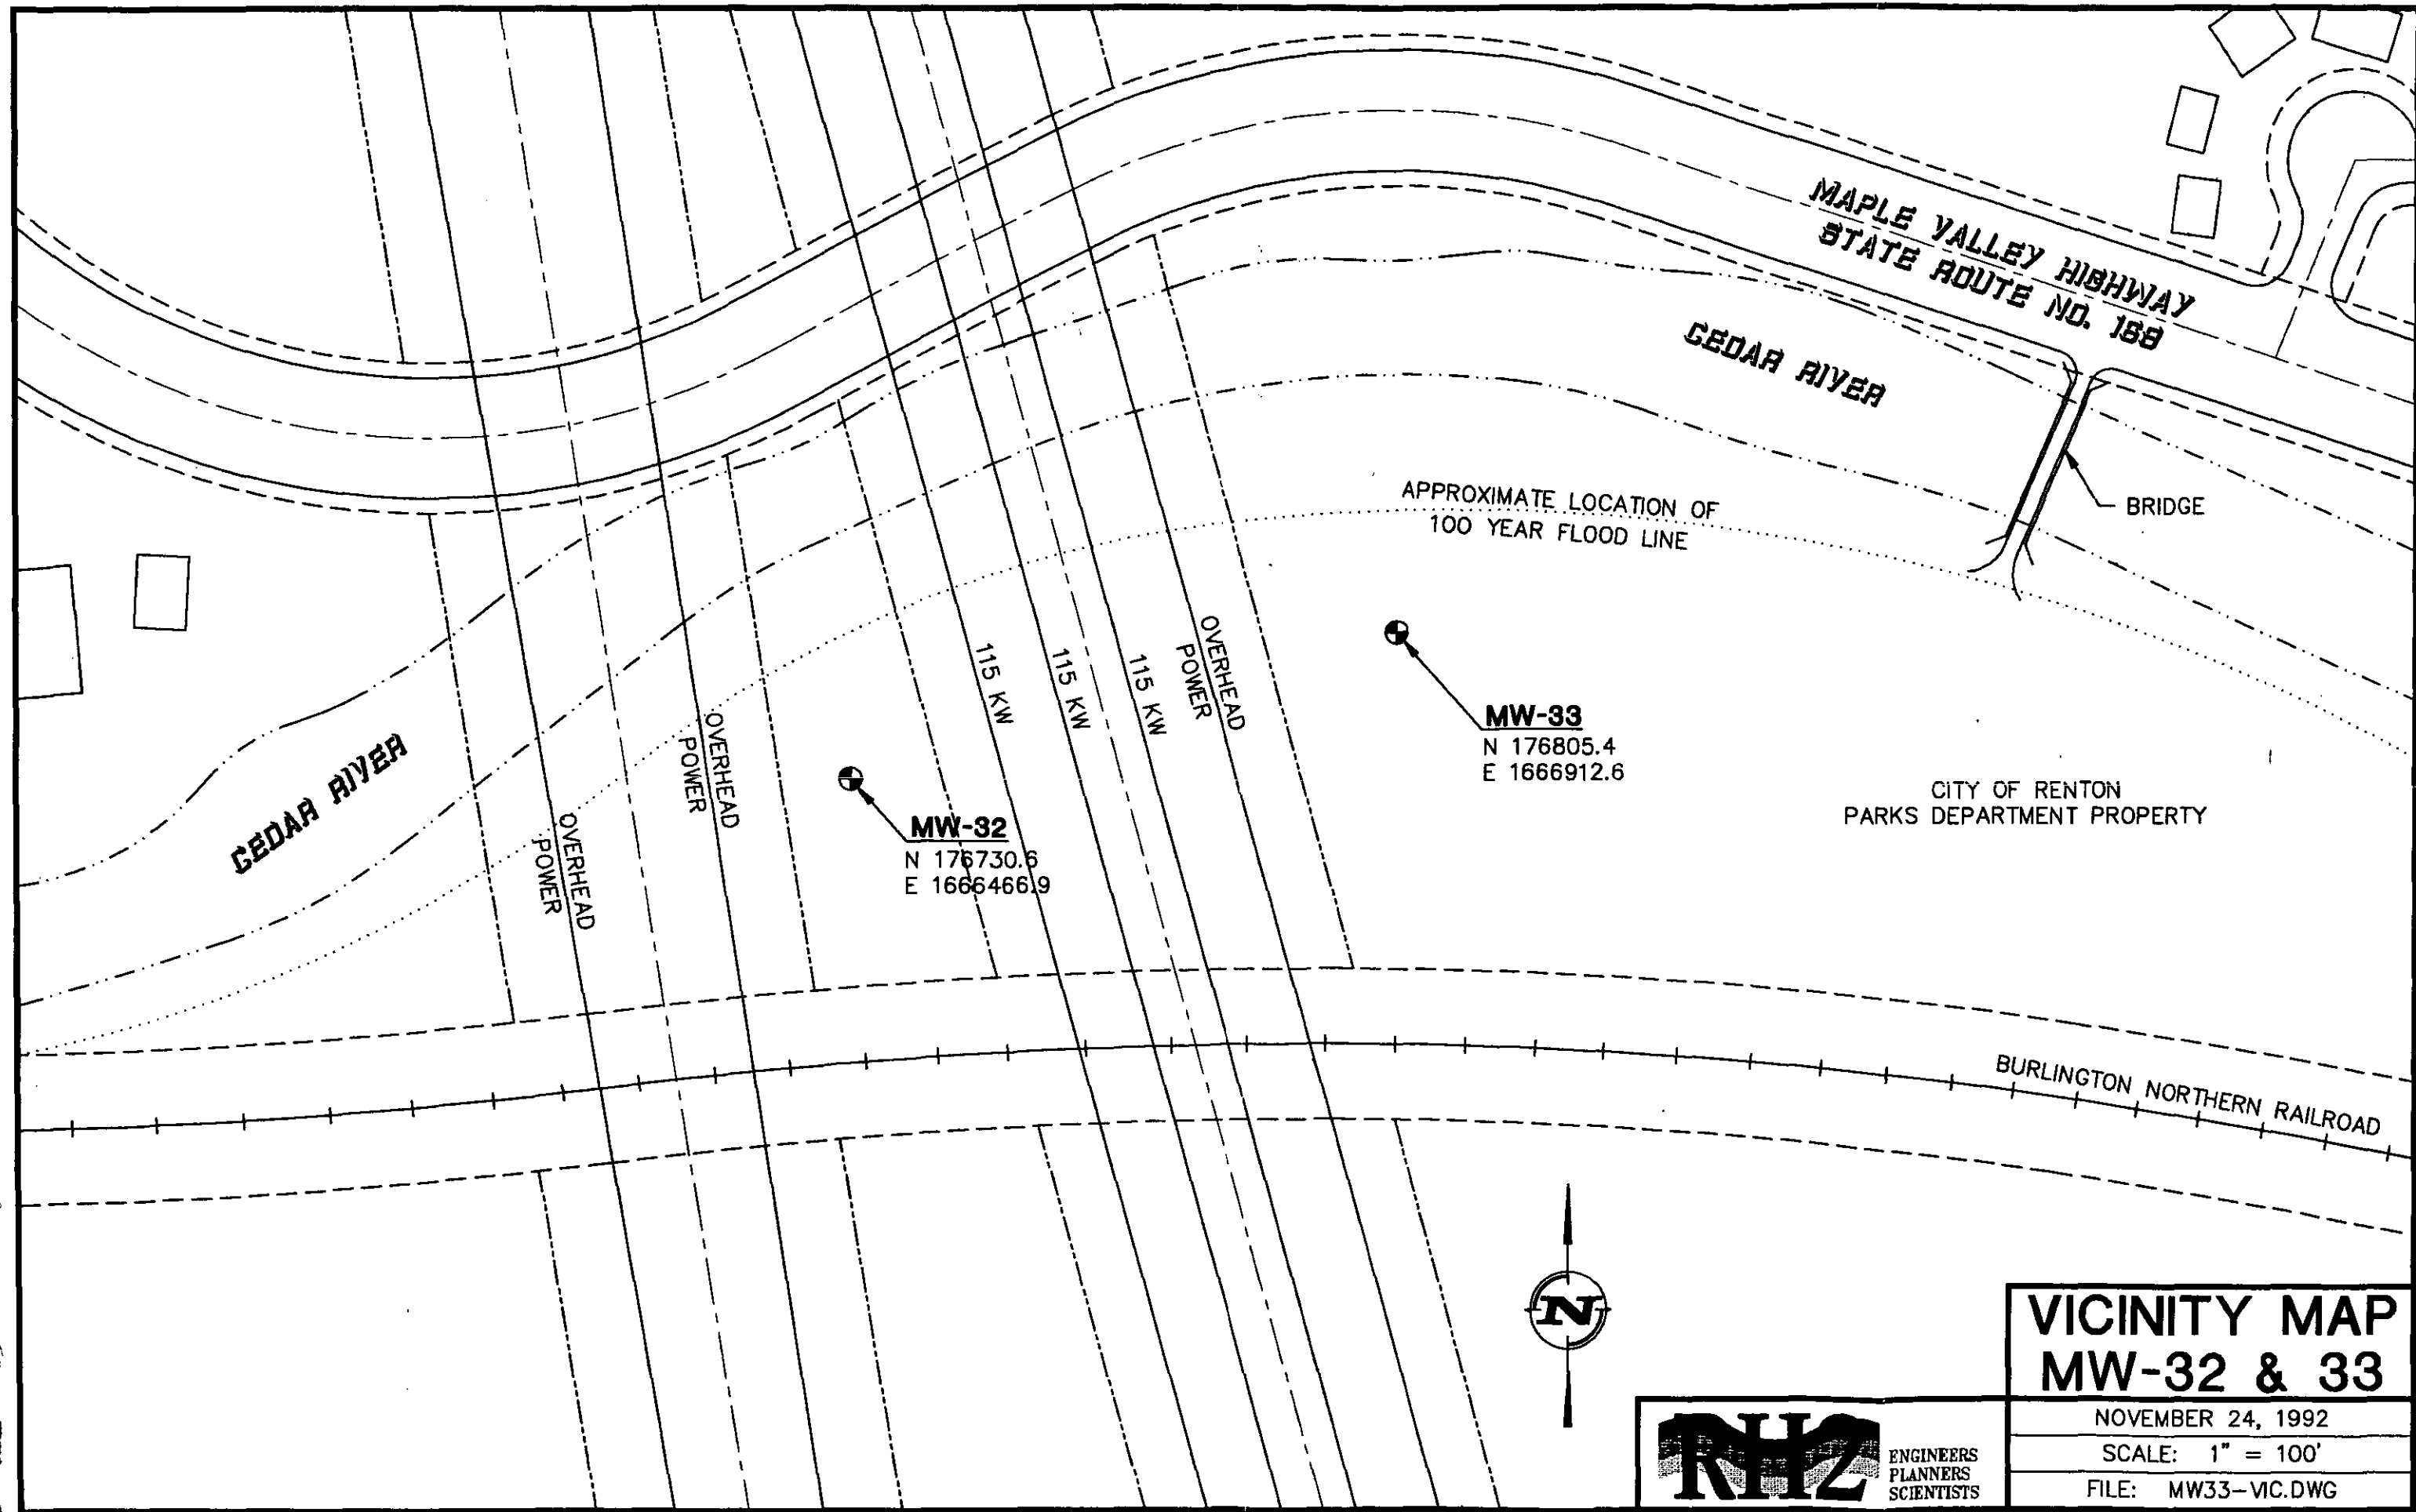 MAPLE VALLEY HIGHWAY
STATE ROUTE NO. 169
CEDAR RIVER
APPROXIMATE LOCATION OF
100 YEAR FLOOD LINE
BRIDGE
115 KW
115 KW
115 KW
OVERHEAD
POWER
MW-33
N 176805.4
E 1666912.6
OVERHEAD
POWER
CEDAR RIVER
MW-32
N 176730.6
E 1666466.9
OVERHEAD
POWER
CITY OF RENTON
PARKS DEPARTMENT PROPERTY
BURLINGTON NORTHERN RAILROAD
N
VICINITY MAP
MW-32 & 33
RH2
ENGINEERS
PLANNERS
SCIENTISTS
NOVEMBER 24, 1992
SCALE: 1" = 100'
FILE: MW33-VIC.DWG